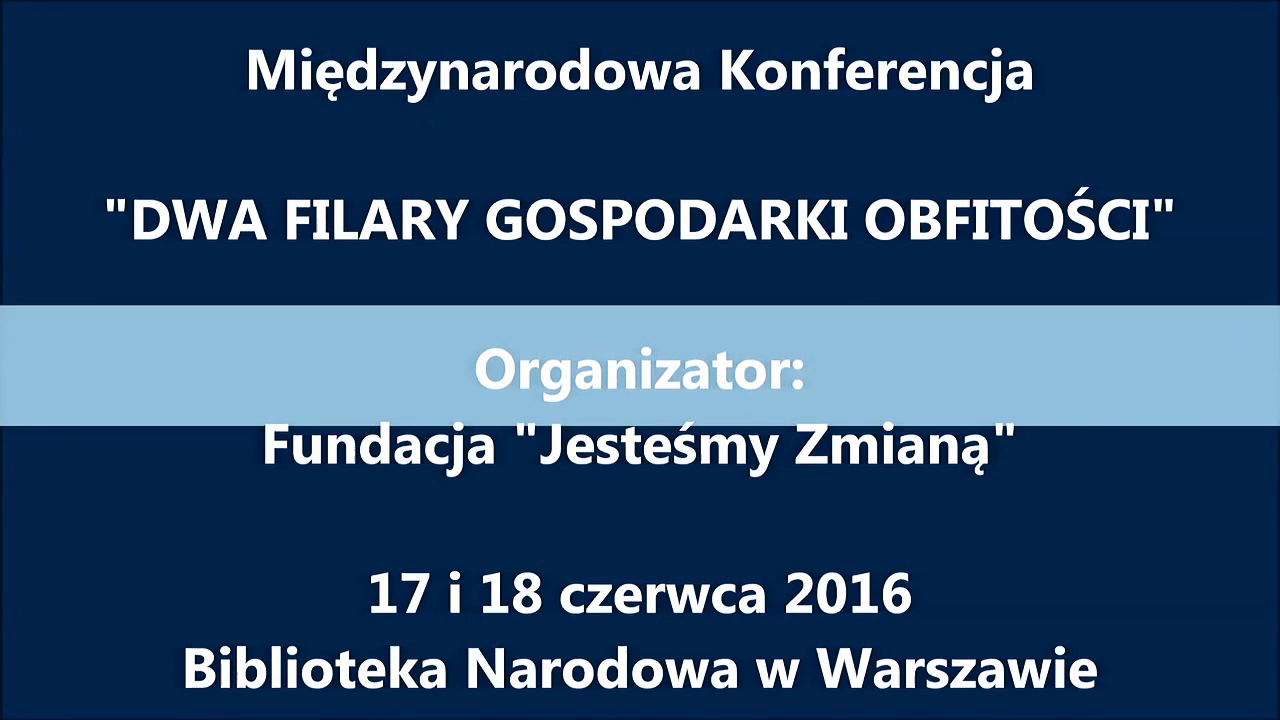 Międzynarodowa Konferencja
"DWA FILARY GOSPODARKI OBFITOŚCI"
Organizator:
Fundacja "Jesteśmy Zmianą"
17 i 18 czerwca 2016
Biblioteka Narodowa w Warszawie